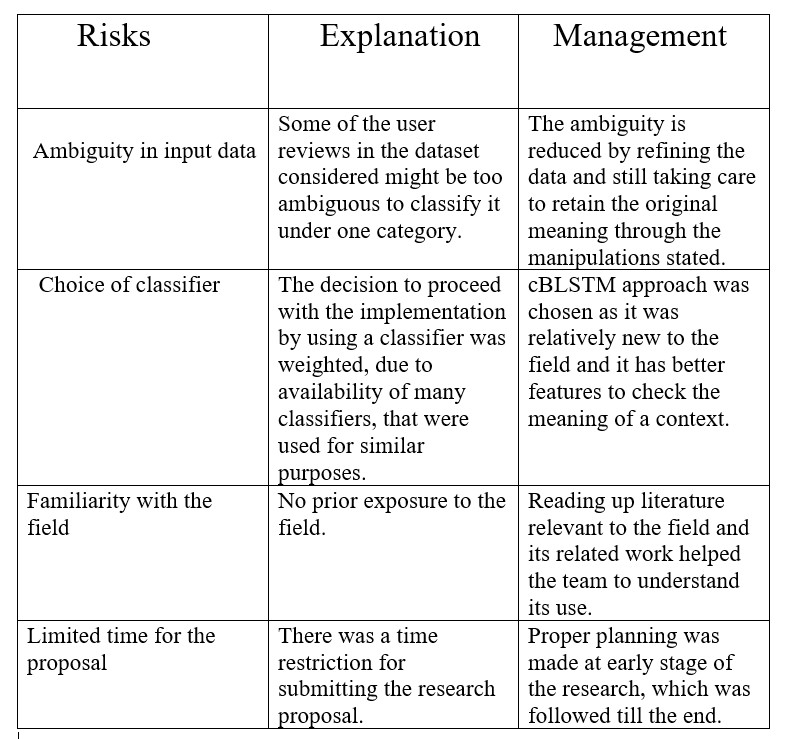 Risks
Explanation
Management
Ambiguity in input data
Some of the user
reviews in the dataset
considered might be too
ambiguous to classify it
under one category.
The ambiguity is
reduced by refining the
data and still taking care
to retain the original
meaning through the
manipulations stated.
Choice of classifier
The decision to proceed
with the implementation
by using a classifier was
weighted, due to
availability of many
classifiers, that were
used for similar
purposes.
cBLSTM approach was
chosen as it was
relatively new to the
field and it has better
features to check the
meaning of a context.
Familiarity with the
field
No prior exposure to the
field.
Reading up literature
relevant to the field and
its related work helped
the team to understand
its use.
Limited time for the
proposal
There was a time
restriction for
submitting the research
proposal.
Proper planning was
made at early stage of
the research, which was
followed till the end.